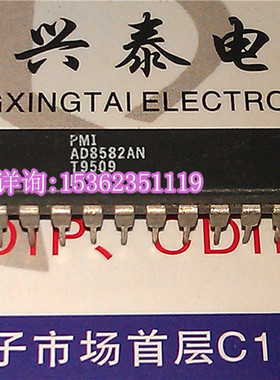 兴泰电
GXINGTAI ELECTRO
PMI
AD8582AN
T9509
详询: 15362351119
DIP、CDI
子市场首层C1